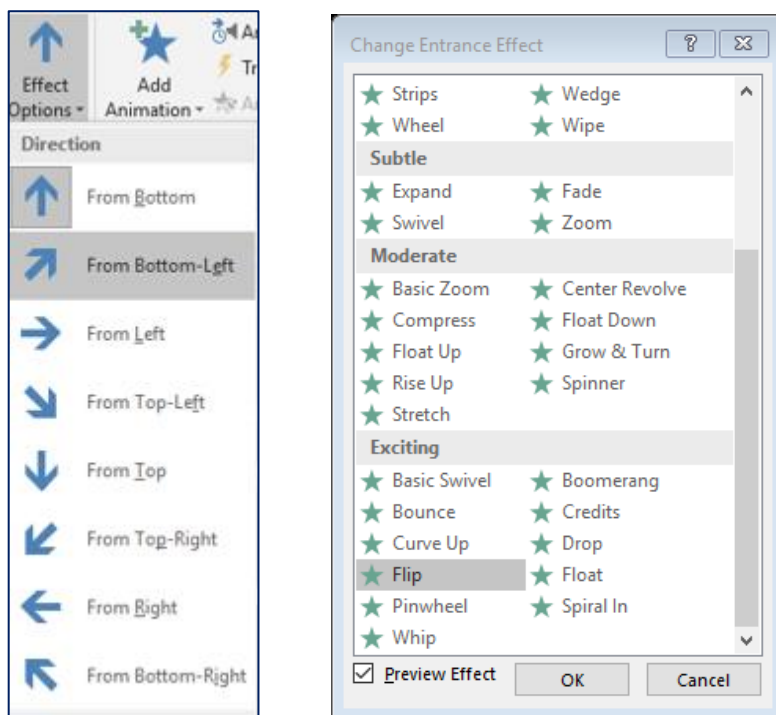 Effect
Options
Add
Animation
Tr
Direction
From Bottom
From Bottom-Left
From Left
From Top-Left
From Top
From Top-Right
From Right
From Bottom-Right
Change Entrance Effect
Strips Wedge
Wheel Wipe
Subtle
Expand Fade
Swivel Zoom
Moderate
Basic Zoom Center Revolve
Compress Float Down
Float Up Grow & Turn
Rise Up Spinner
Stretch
Exciting
Basic Swivel Boomerang
Bounce Credits
Curve Up Drop
Flip Float
Pinwheel Spiral In
Whip
Preview Effect OK Cancel